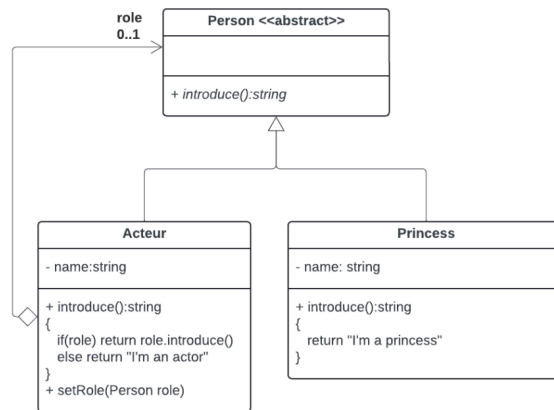 role
0..1
Person <<abstract>>
+ introduce():string
Acteur
- name:string
+ introduce():string
{
if(role) return role.introduce()
else return "I'm an actor"
}
+ setRole(Person role)
Princess
- name: string
+ introduce():string
{
return "I'm a princess"
}